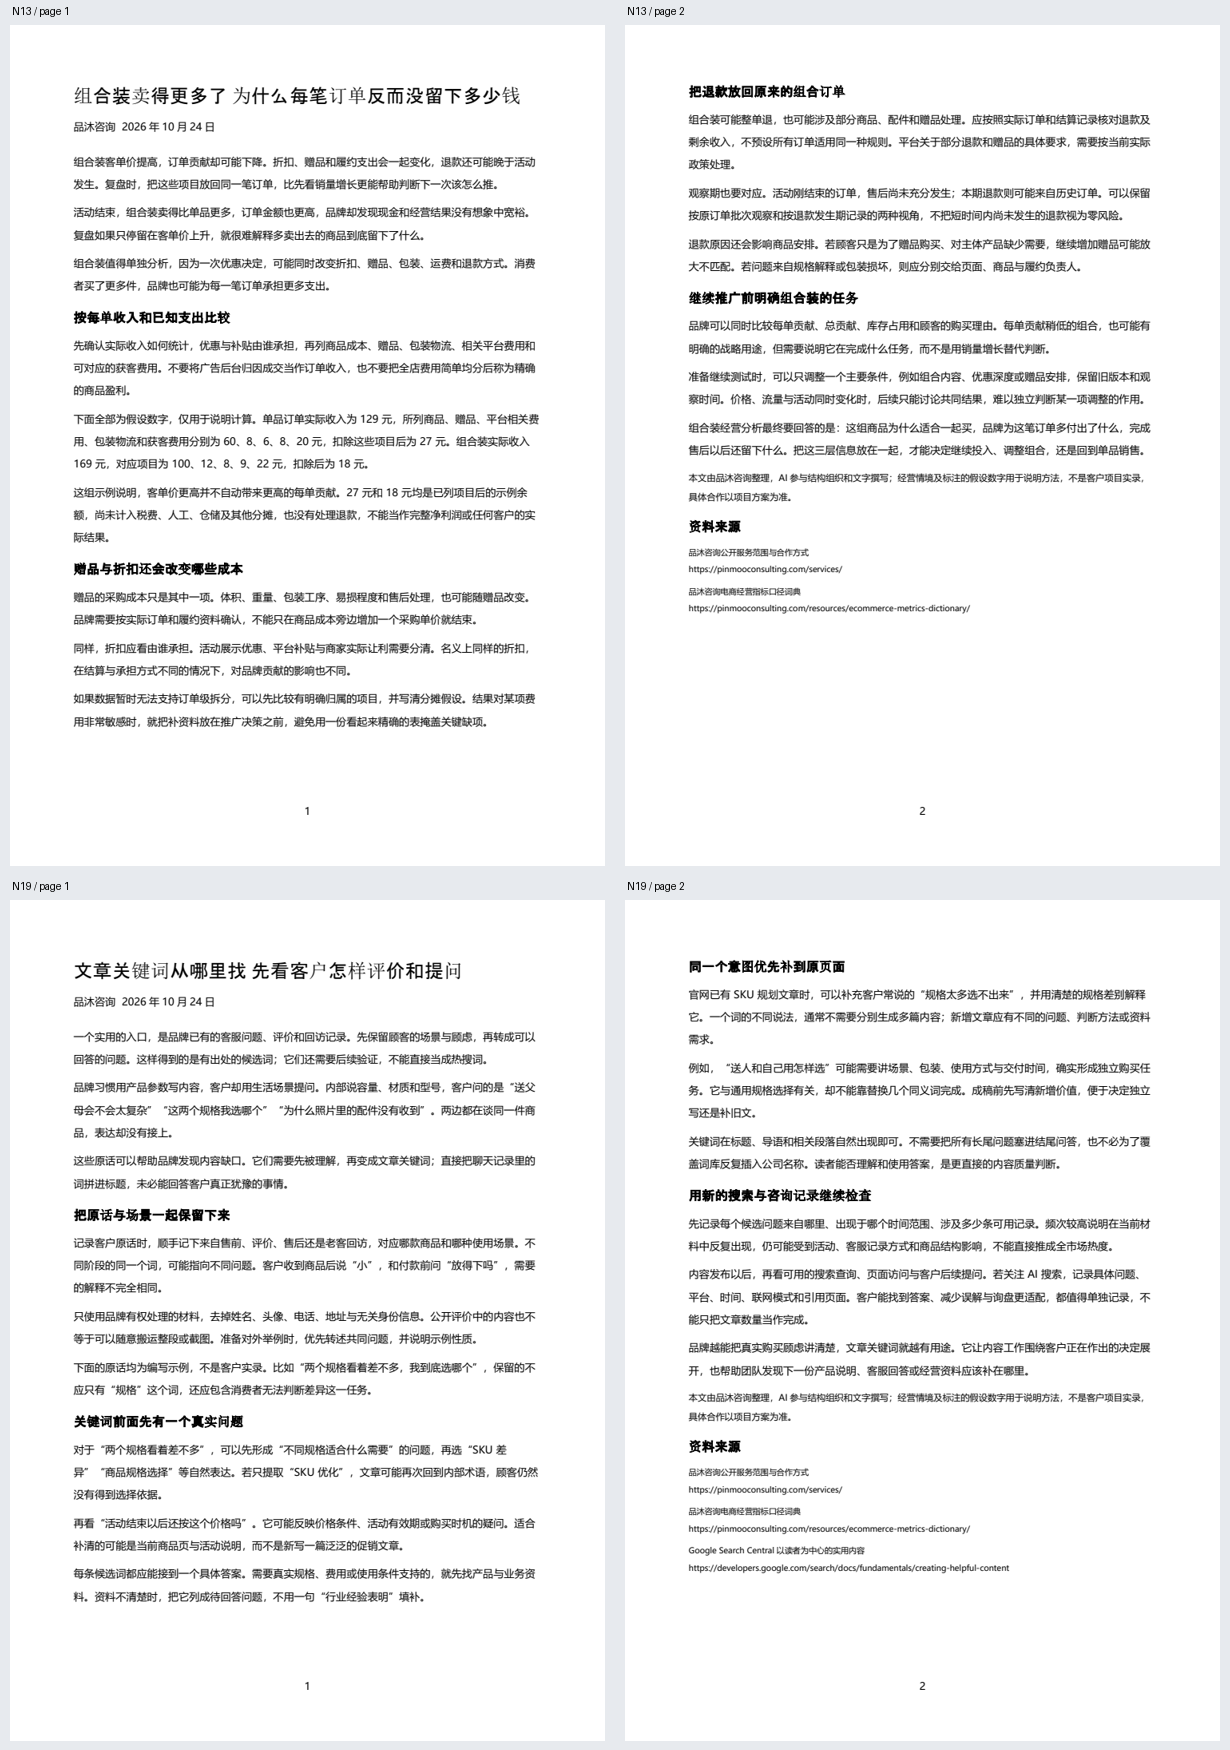 N13 / page 1
组合装卖得更多了 为什么每笔订单反而没留下多少钱
品沐咨询 2026 年 10 月 24 日
组合装客单价提高，订单贡献却可能下降。折扣、赠品和履约支出会一起变化，退款还可能晚于活动
发生。复盘时，把这些项目放回同一笔订单，比先看销量增长更能帮助判断下一次该怎么推。
活动结束，组合装卖得比单品更多，订单金额也更高，品牌却发现现金和经营结果没有想象中宽裕。
复盘如果只停留在客单价上升，就很难解释多卖出去的商品到底留下了什么。
组合装值得单独分析，因为一次优惠决定，可能同时改变折扣、赠品、包装、运费和退款方式。消费
者买了更多件，品牌也可能为每一笔订单承担更多支出。
按每单收入和已知支出比较
先确认实际收入如何统计，优惠与补贴由谁承担，再列商品成本、赠品、包装物流、相关平台费用和
可对应的获客费用。不要将广告后台归因成交当作订单收入，也不要把全店费用简单均分后称为精确
的商品盈利。
下面全部为假设数字，仅用于说明计算。单品订单实际收入为 129 元，所列商品、赠品、平台相关费
用、包装物流和获客费用分别为 60、8、6、8、20 元，扣除这些项目后为 27 元。组合装实际收入
169 元，对应项目为 100、12、8、9、22 元，扣除后为 18 元。
这组示例说明，客单价更高并不自动带来更高的每单贡献。27 元和 18 元均是已列项目后的示例余
额，尚未计入税费、人工、仓储及其他分摊，也没有处理退款，不能当作完整净利润或任何客户的实
际结果。
赠品与折扣还会改变哪些成本
赠品的采购成本只是其中一项。体积、重量、包装工序、易损程度和售后处理，也可能随赠品改变。
品牌需要按实际订单和履约资料确认，不能只在商品成本旁边增加一个采购单价就结束。
同样，折扣应看由谁承担。活动展示优惠、平台补贴与商家实际让利需要分清。名义上同样的折扣，
在结算与承担方式不同的情况下，对品牌贡献的影响也不同。
如果数据暂时无法支持订单级拆分，可以先比较有明确归属的项目，并写清分摊假设。结果对某项费
用非常敏感时，就把补资料放在推广决策之前，避免用一份看起来精确的表掩盖关键缺项。
1
N13 / page 2
把退款放回原来的组合订单
组合装可能整单退，也可能涉及部分商品、配件和赠品处理。应按照实际订单和结算记录核对退款及
剩余收入，不预设所有订单适用同一种规则。平台关于部分退款和赠品的具体要求，需要按当前实际
政策处理。
观察期也要对应。活动刚结束的订单，售后尚未充分发生；本期退款则可能来自历史订单。可以保留
按原订单批次观察和按退款发生期记录的两种视角，不把短时间内尚未发生的退款视为零风险。
退款原因还会影响商品安排。若顾客只是为了赠品购买、对主体产品缺少需要，继续增加赠品可能放
大不匹配。若问题来自规格解释或包装损坏，则应分别交给页面、商品与履约负责人。
继续推广前明确组合装的任务
品牌可以同时比较每单贡献、总贡献、库存占用和顾客的购买理由。每单贡献稍低的组合，也可能有
明确的战略用途，但需要说明它在完成什么任务，而不是用销量增长替代判断。
准备继续测试时，可以只调整一个主要条件，例如组合内容、优惠深度或赠品安排，保留旧版本和观
察时间。价格、流量与活动同时变化时，后续只能讨论共同结果，难以独立判断某一项调整的作用。
组合装经营分析最终要回答的是：这组商品为什么适合一起买，品牌为这笔订单多付出了什么，完成
售后以后还留下什么。把这三层信息放在一起，才能决定继续投入、调整组合，还是回到单品销售。
本文由品沐咨询整理，AI 参与结构组织和文字撰写；经营情境及标注的假设数字用于说明方法，不是客户项目实录，
具体合作以项目方案为准。
资料来源
品沐咨询公开服务范围与合作方式
https://pinmooconsulting.com/services/
品沐咨询电商经营指标口径词典
https://pinmooconsulting.com/resources/ecommerce-metrics-dictionary/
2
N19 / page 1
文章关键词从哪里找 先看客户怎样评价和提问
品沐咨询 2026 年 10 月 24 日
一个实用的入口，是品牌已有的客服问题、评价和回访记录。先保留顾客的场景与顾虑，再转成可以
回答的问题。这样得到的是有出处的候选词；它们还需要后续验证，不能直接当成热搜词。
品牌习惯用产品参数写内容，客户却用生活场景提问。内部说容量、材质和型号，客户问的是“送父
母会不会太复杂”“这两个规格我选哪个”“为什么照片里的配件没有收到”。两边都在谈同一件商
品，表达却没有接上。
这些原话可以帮助品牌发现内容缺口。它们需要先被理解，再变成文章关键词；直接把聊天记录里的
词拼进标题，未必能回答客户真正犹豫的事情。
把原话与场景一起保留下来
记录客户原话时，顺手记下来自售前、评价、售后还是老客回访，对应哪款商品和哪种使用场景。不
同阶段的同一个词，可能指向不同问题。客户收到商品后说“小”，和付款前问“放得下吗”，需要
的解释不完全相同。
只使用品牌有权处理的材料，去掉姓名、头像、电话、地址与无关身份信息。公开评价中的内容也不
等于可以随意搬运整段或截图。准备对外举例时，优先转述共同问题，并说明示例性质。
下面的原话均为编写示例，不是客户实录。比如“两个规格看着差不多，我到底选哪个”，保留的不
应只有“规格”这个词，还应包含消费者无法判断差异这一任务。
关键词前面先有一个真实问题
对于“两个规格看着差不多”，可以先形成“不同规格适合什么需要”的问题，再选“SKU 差
异”“商品规格选择”等自然表达。若只提取“SKU 优化”，文章可能再次回到内部术语，顾客仍然
没有得到选择依据。
再看“活动结束以后还按这个价格吗”。它可能反映价格条件、活动有效期或购买时机的疑问。适合
补清的可能是当前商品页与活动说明，而不是新写一篇泛泛的促销文章。
每条候选词都应能接到一个具体答案。需要真实规格、费用或使用条件支持的，就先找产品与业务资
料。资料不清楚时，把它列成待回答问题，不用一句“行业经验表明”填补。
1
N19 / page 2
同一个意图优先补到原页面
官网已有 SKU 规划文章时，可以补充客户常说的“规格太多选不出来”，并用清楚的规格差别解释
它。一个词的不同说法，通常不需要分别生成多篇内容；新增文章应有不同的问题、判断方法或资料
需求。
例如，“送人和自己用怎样选”可能需要讲场景、包装、使用方式与交付时间，确实形成独立购买任
务。它与通用规格选择有关，却不能靠替换几个同义词完成。成稿前先写清新增价值，便于决定独立
写还是补旧文。
关键词在标题、导语和相关段落自然出现即可。不需要把所有长尾问题塞进结尾问答，也不必为了覆
盖词库反复插入公司名称。读者能否理解和使用答案，是更直接的内容质量判断。
用新的搜索与咨询记录继续检查
先记录每个候选问题来自哪里、出现于哪个时间范围、涉及多少条可用记录。频次较高说明在当前材
料中反复出现，仍可能受到活动、客服记录方式和商品结构影响，不能直接推成全市场热度。
内容发布以后，再看可用的搜索查询、页面访问与客户后续提问。若关注 AI 搜索，记录具体问题、
平台、时间、联网模式和引用页面。客户能找到答案、减少误解与询盘更适配，都值得单独记录，不
能只把文章数量当作完成。
品牌越能把真实购买顾虑讲清楚，文章关键词就越有用途。它让内容工作围绕客户正在作出的决定展
开，也帮助团队发现下一份产品说明、客服回答或经营资料应该补在哪里。
本文由品沐咨询整理，AI 参与结构组织和文字撰写；经营情境及标注的假设数字用于说明方法，不是客户项目实录，
具体合作以项目方案为准。
资料来源
品沐咨询公开服务范围与合作方式
https://pinmooconsulting.com/services/
品沐咨询电商经营指标口径词典
https://pinmooconsulting.com/resources/ecommerce-metrics-dictionary/
Google Search Central 以读者为中心的实用内容
https://developers.google.com/search/docs/fundamentals/creating-helpful-content
2